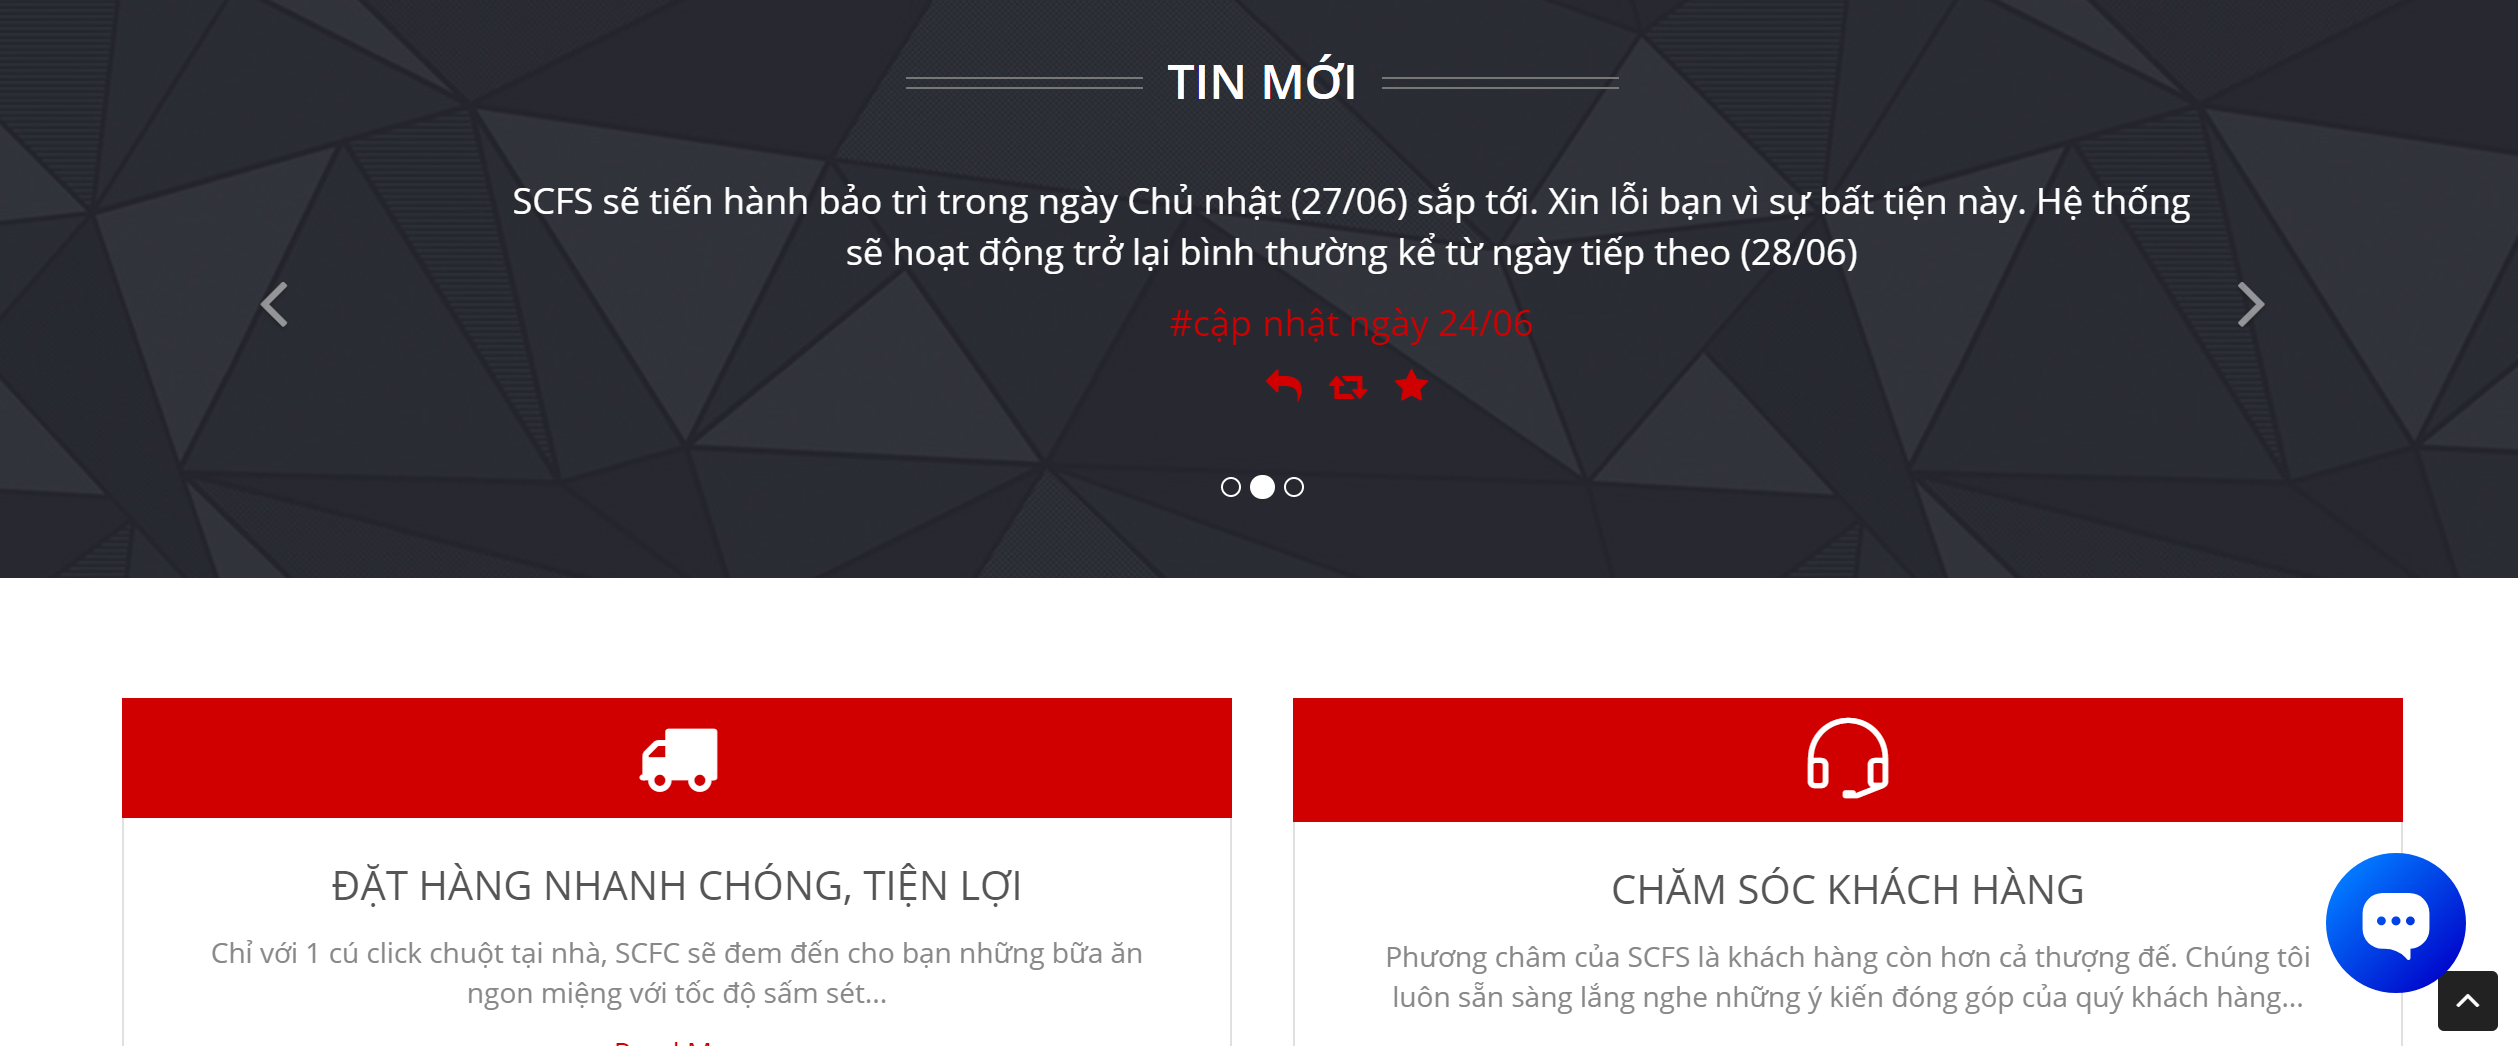 TIN MỚI
SCFS sẽ tiến hành bảo trì trong ngày Chủ nhật (27/06) sắp tới. Xin lỗi bạn vì sự bất tiện này. Hệ thống
sẽ hoạt động trở lại bình thường kể từ ngày tiếp theo (28/06)
#cập nhật ngày 24/06
ĐẶT HÀNG NHANH CHÓNG, TIỆN LỢI
Chỉ với 1 cú click chuột tại nhà, SCFC sẽ đem đến cho bạn những bữa ăn
ngon miệng với tốc độ sấm sét...
CHĂM SÓC KHÁCH HÀNG
Phương châm của SCFS là khách hàng còn hơn cả thượng đế. Chúng tôi
luôn sẵn sàng lắng nghe những ý kiến đóng góp của quý khách hàng...